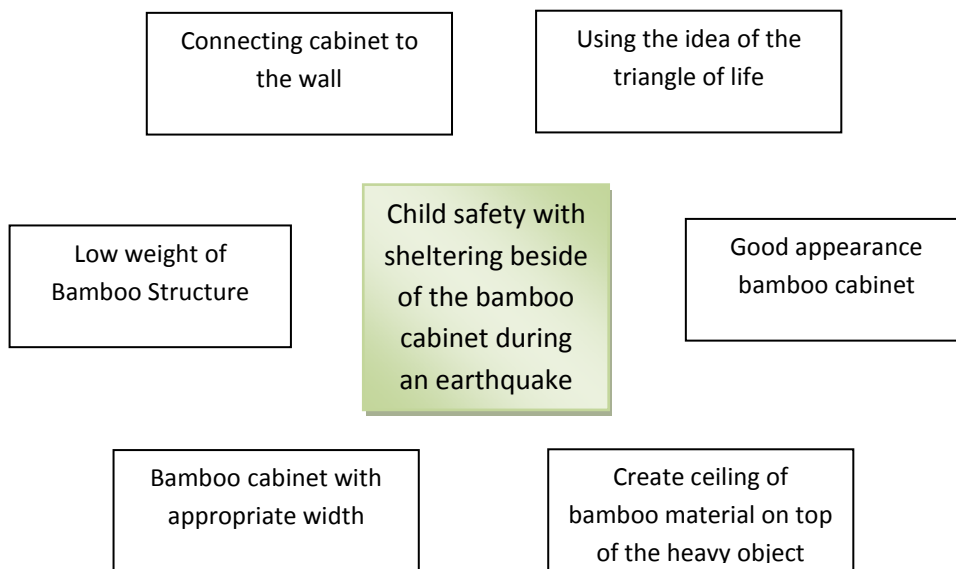 Connecting cabinet to
the wall
Using the idea of the
triangle of life
Child safety with
sheltering beside
of the bamboo
cabinet during
an earthquake
Low weight of
Bamboo Structure
Good appearance
bamboo cabinet
Bamboo cabinet with
appropriate width
Create ceiling of
bamboo material on top
of the heavy object